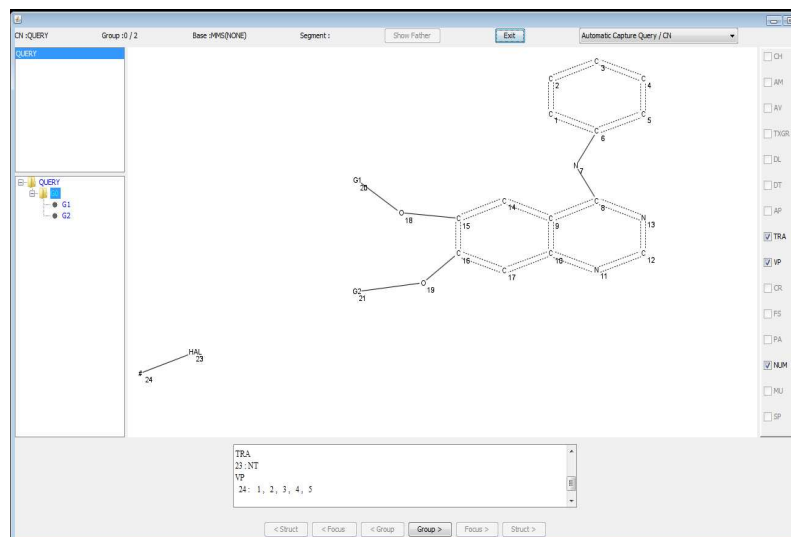 CN :QUERY Group :0 / 2 Base :MMS(NONE) Segment : Show Father Exit Automatic Capture Query / CN
QUERY
QUERY
G0
G1
G2
C
3
C
2
C
4
C
1
C
5
C
6
N
7
G1
20
O
18
C
15
C
14
C
9
C
8
N
13
C
16
C
17
C
10
N
11
C
12
G2
21
O
19
HAL
23
#
24
CH
AM
AV
TXGR
DL
DT
AP
TRA
VP
CR
FS
PA
NUM
MU
SP
TRA
23:NT
VP
24: 1, 2, 3, 4, 5
< Struct < Focus < Group Group > Focus > Struct >